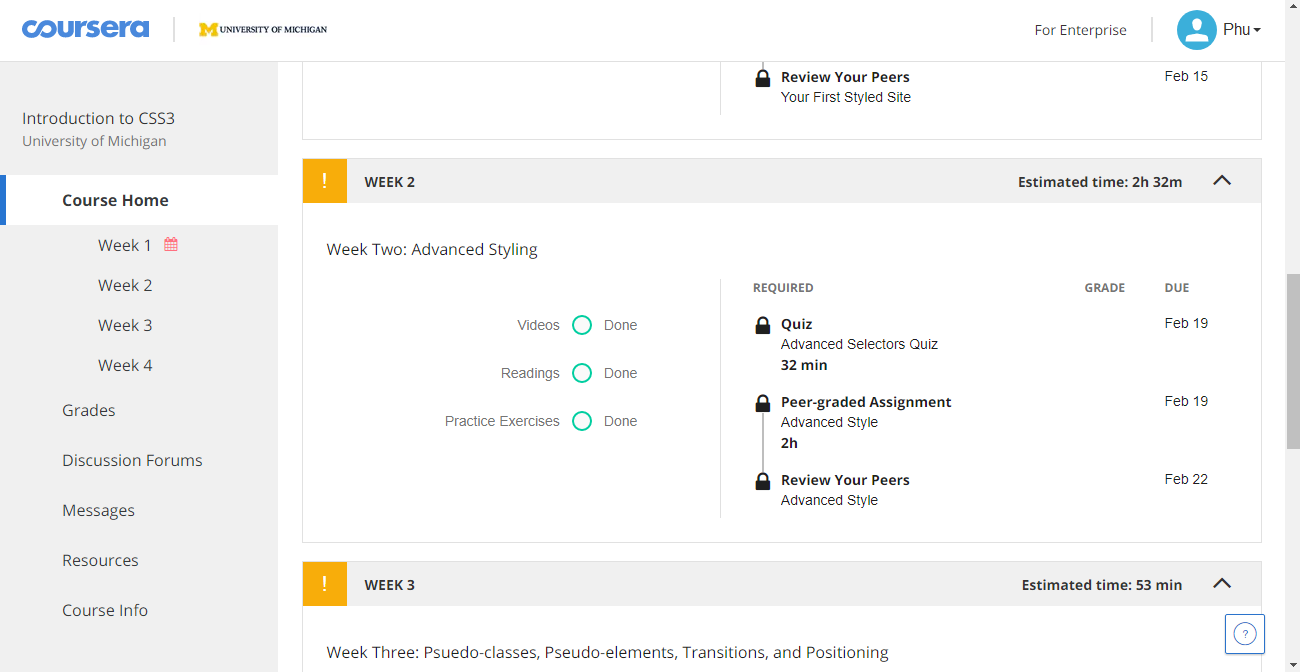 coursera
M UNIVERSITY OF MICHIGAN
For Enterprise
Phu
Introduction to CSS3
University of Michigan
Course Home
Week 1
Week 2
Week 3
Week 4
Grades
Discussion Forums
Messages
Resources
Course Info
Review Your Peers Feb 15
Your First Styled Site
! WEEK 2 Estimated time: 2h 32m
Week Two: Advanced Styling
Videos Done
Readings Done
Practice Exercises Done
REQUIRED GRADE DUE
Quiz Feb 19
Advanced Selectors Quiz
32 min
Peer-graded Assignment Feb 19
Advanced Style
2h
Review Your Peers Feb 22
Advanced Style
! WEEK 3 Estimated time: 53 min
Week Three: Psuedo-classes, Pseudo-elements, Transitions, and Positioning
?